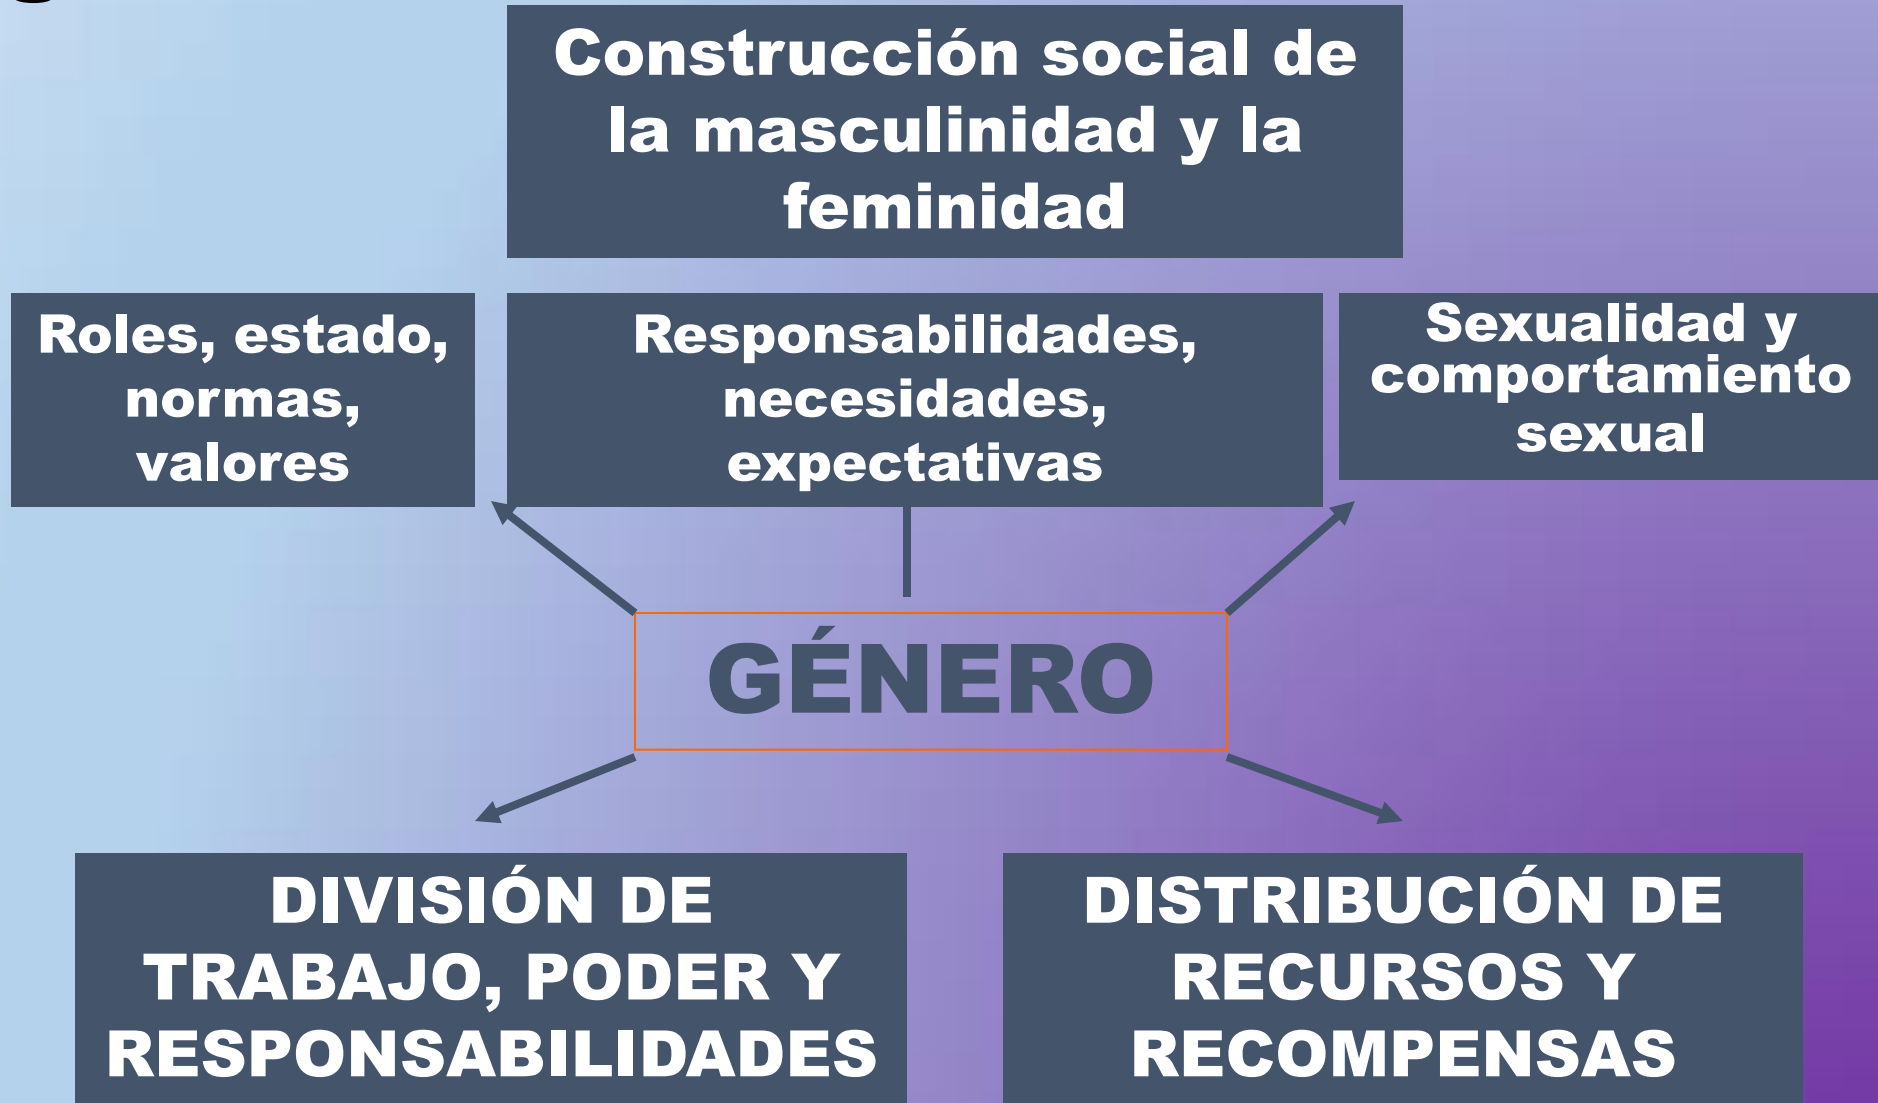 Construcción social de
la masculinidad y la
feminidad
Roles, estado,
normas,
valores
Responsabilidades,
necesidades,
expectativas
Sexualidad y
comportamiento
sexual
GÉNERO
DIVISIÓN DE
TRABAJO, PODER Y
RESPONSABILIDADES
DISTRIBUCIÓN DE
RECURSOS Y
RECOMPENSAS